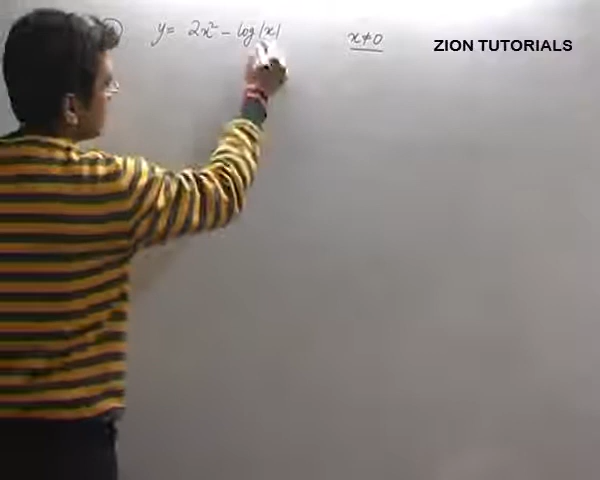 y = 2x² - log|x| x≠0 ZION TUTORIALS